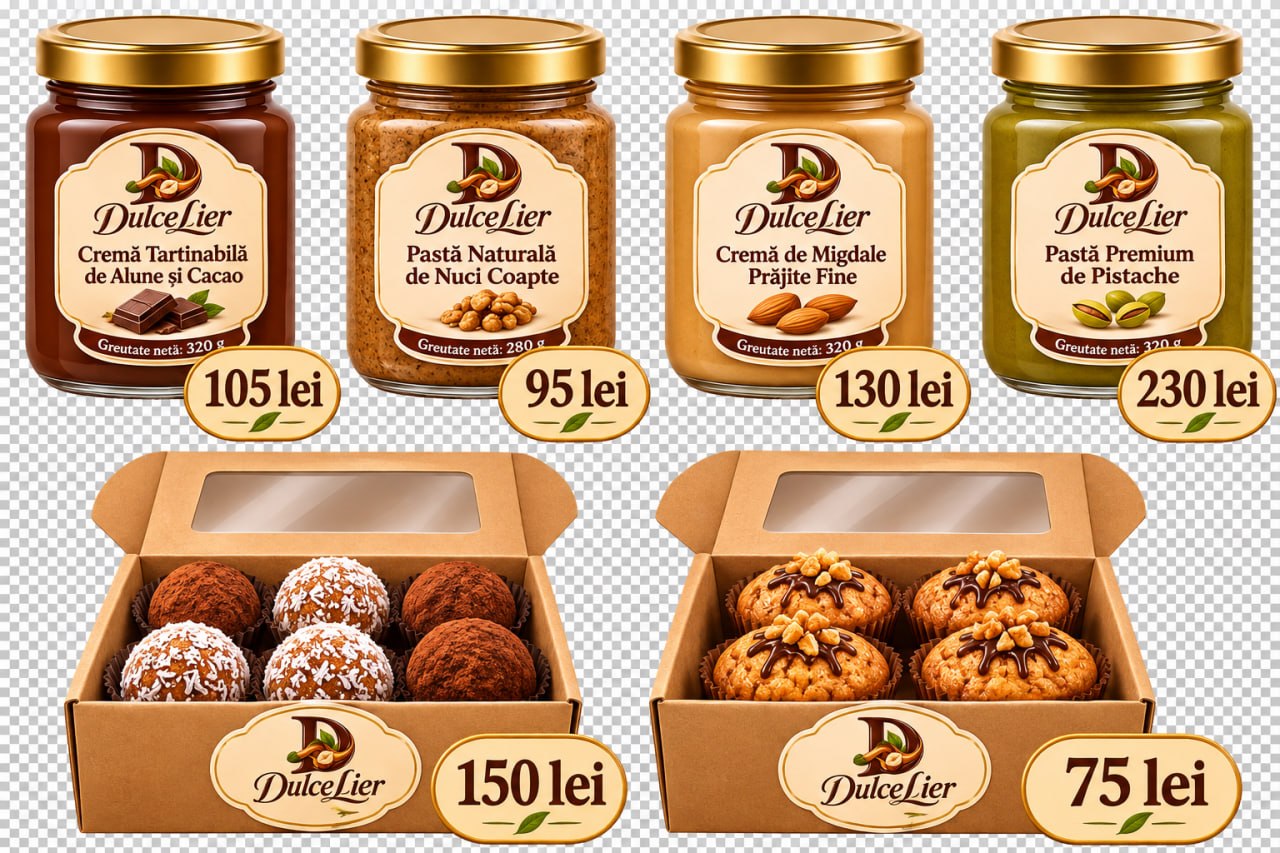 DulceLier
Cremă Tartinabilă
de Alune și Cacao
Greutate netă: 320 g
105 lei
DulceLier
Pastă Naturală
de Nuci Coapte
Greutate netă: 280 g
95 lei
DulceLier
Cremă de Migdale
Prăjite Fine
Greutate netă: 320 g
130 lei
DulceLier
Pastă Premium
de Pistache
Greutate netă: 320 g
230 lei
DulceLier
150 lei
DulceLier
75 lei